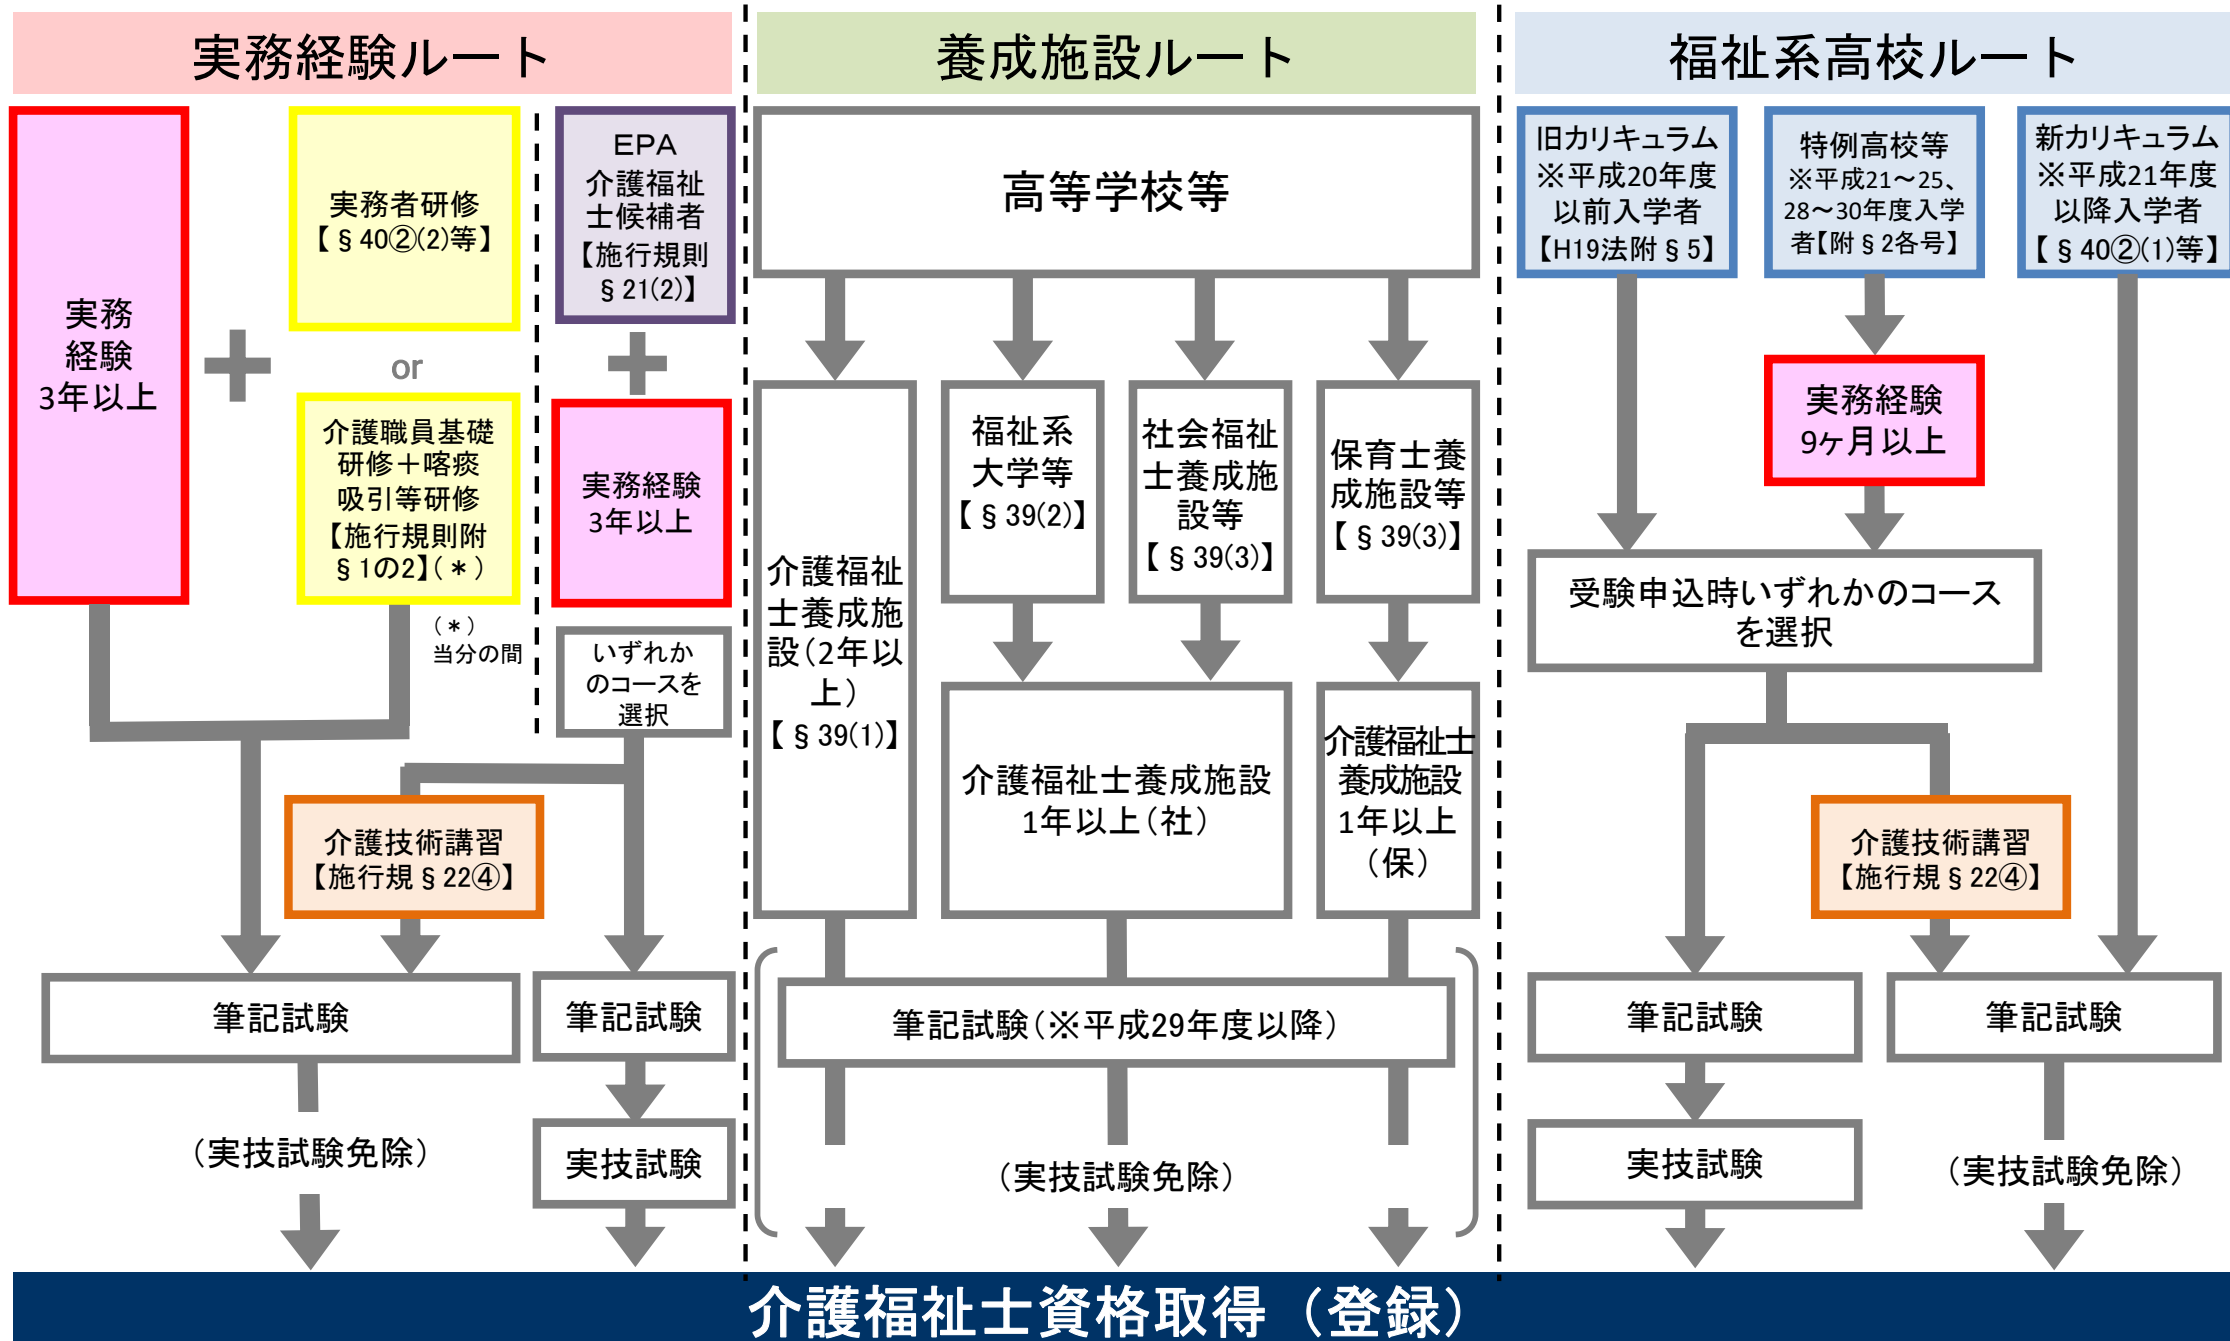 実務経験ルート
養成施設ルート
福祉系高校ルート
実務
経験
3年以上
実務者研修
【§40②(2)等】
or
介護職員基礎
研修＋喀痰
吸引等研修
【施行規則附
§1の2】(＊)
(＊)
当分の間
EPA
介護福祉
士候補者
【施行規則
§21(2)】
実務経験
3年以上
いずれか
のコースを
選択
介護技術講習
【施行規§22④】
筆記試験
(実技試験免除)
筆記試験
実技試験
高等学校等
介護福祉
士養成施
設(2年以
上)
【§39(1)】
福祉系
大学等
【§39(2)】
社会福祉
士養成施
設等
【§39(3)】
保育士養
成施設等
【§39(3)】
介護福祉士養成施設
1年以上(社)
介護福祉士
養成施設
1年以上
(保)
筆記試験(※平成29年度以降)
(実技試験免除)
旧カリキュラム
※平成20年度
以前入学者
【H19法附§5】
特例高校等
※平成21～25、
28～30年度入学
者【附§2各号】
新カリキュラム
※平成21年度
以降入学者
【§40②(1)等】
実務経験
9ヶ月以上
受験申込時いずれかのコース
を選択
介護技術講習
【施行規§22④】
筆記試験
実技試験
筆記試験
(実技試験免除)
介護福祉士資格取得（登録）